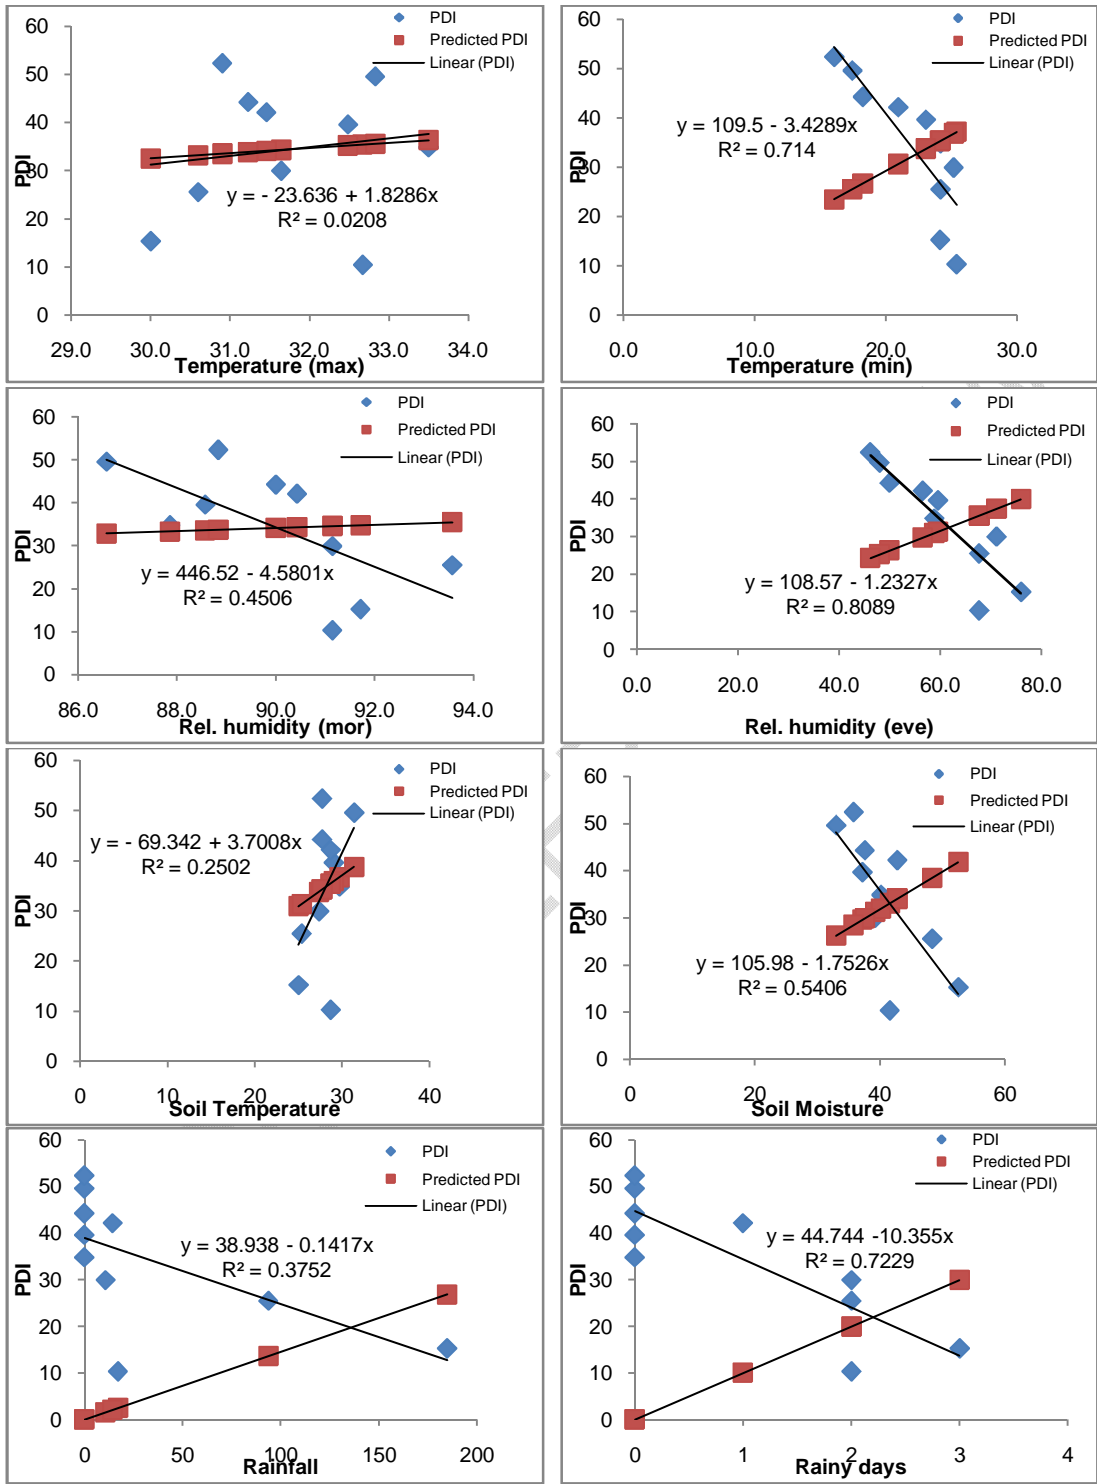 PDI
Predicted PDI
Linear (PDI)
60
50
40
30
20
10
0
PDI
y = - 23.636 + 1.8286x
R² = 0.0208
29.0 30.0 31.0 32.0 33.0 34.0
Temperature (max)
PDI
Predicted PDI
Linear (PDI)
60
50
40
30
20
10
0
PDI
y = 109.5 - 3.4289x
R² = 0.714
0.0 10.0 20.0 30.0
Temperature (min)
PDI
Predicted PDI
Linear (PDI)
60
50
40
30
20
10
0
PDI
y = 446.52 - 4.5801x
R² = 0.4506
86.0 88.0 90.0 92.0 94.0
Rel. humidity (mor)
PDI
Predicted PDI
Linear (PDI)
60
50
40
30
20
10
0
PDI
y = 108.57 - 1.2327x
R² = 0.8089
0.0 20.0 40.0 60.0 80.0
Rel. humidity (eve)
PDI
Predicted PDI
Linear (PDI)
60
50
40
30
20
10
0
PDI
y = - 69.342 + 3.7008x
R² = 0.2502
0 10 20 30 40
Soil Temperature
PDI
Predicted PDI
Linear (PDI)
60
50
40
30
20
10
0
PDI
y = 105.98 - 1.7526x
R² = 0.5406
0 20 40 60
Soil Moisture
PDI
Predicted PDI
Linear (PDI)
60
50
40
30
20
10
0
PDI
y = 38.938 - 0.1417x
R² = 0.3752
0 50 100 150 200
Rainfall
PDI
Predicted PDI
Linear (PDI)
60
50
40
30
20
10
0
PDI
y = 44.744 -10.355x
R² = 0.7229
0 1 2 3 4
Rainy days